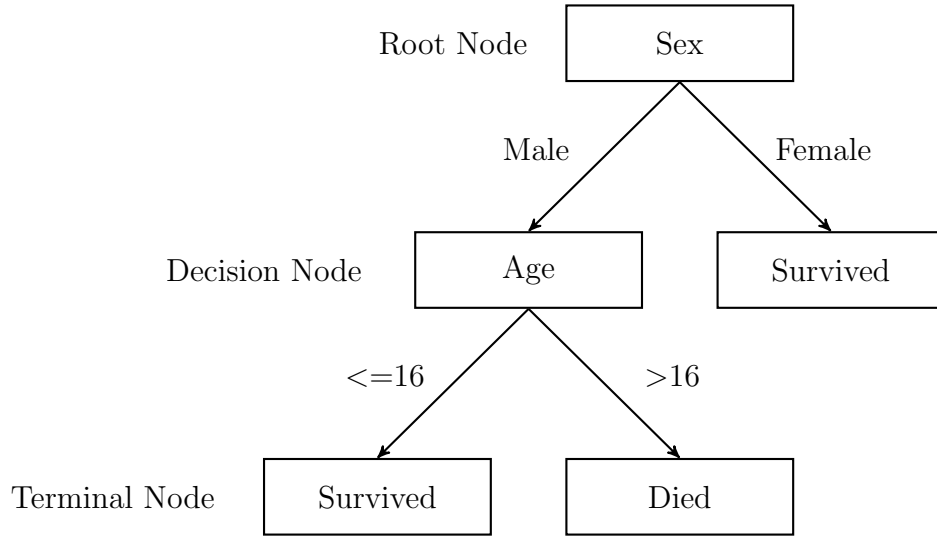 Root Node
Sex
Male
Female
Decision Node
Age
Survived
<=16
>16
Terminal Node
Survived
Died